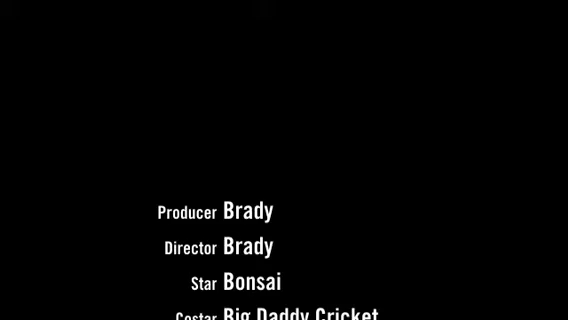 Producer Brady
Director Brady
Star Bonsai
Costar Big Daddy Cricket